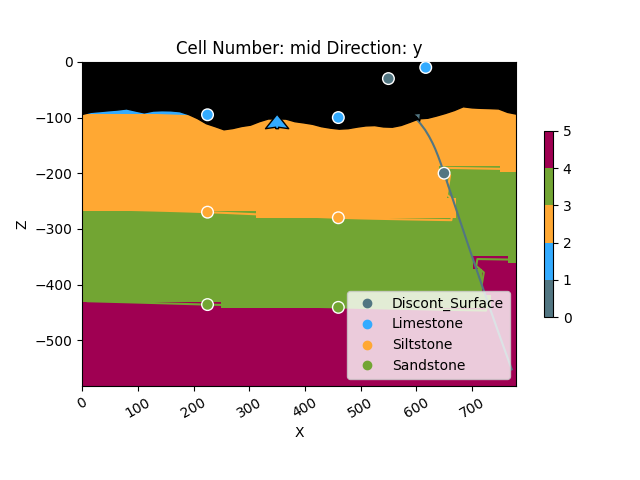 Cell Number: mid Direction: y
0
−100
−200
−300
−400
−500
Z
0
100
200
300
400
500
600
700
X
Discont_Surface
Limestone
Siltstone
Sandstone
5
4
3
2
1
0